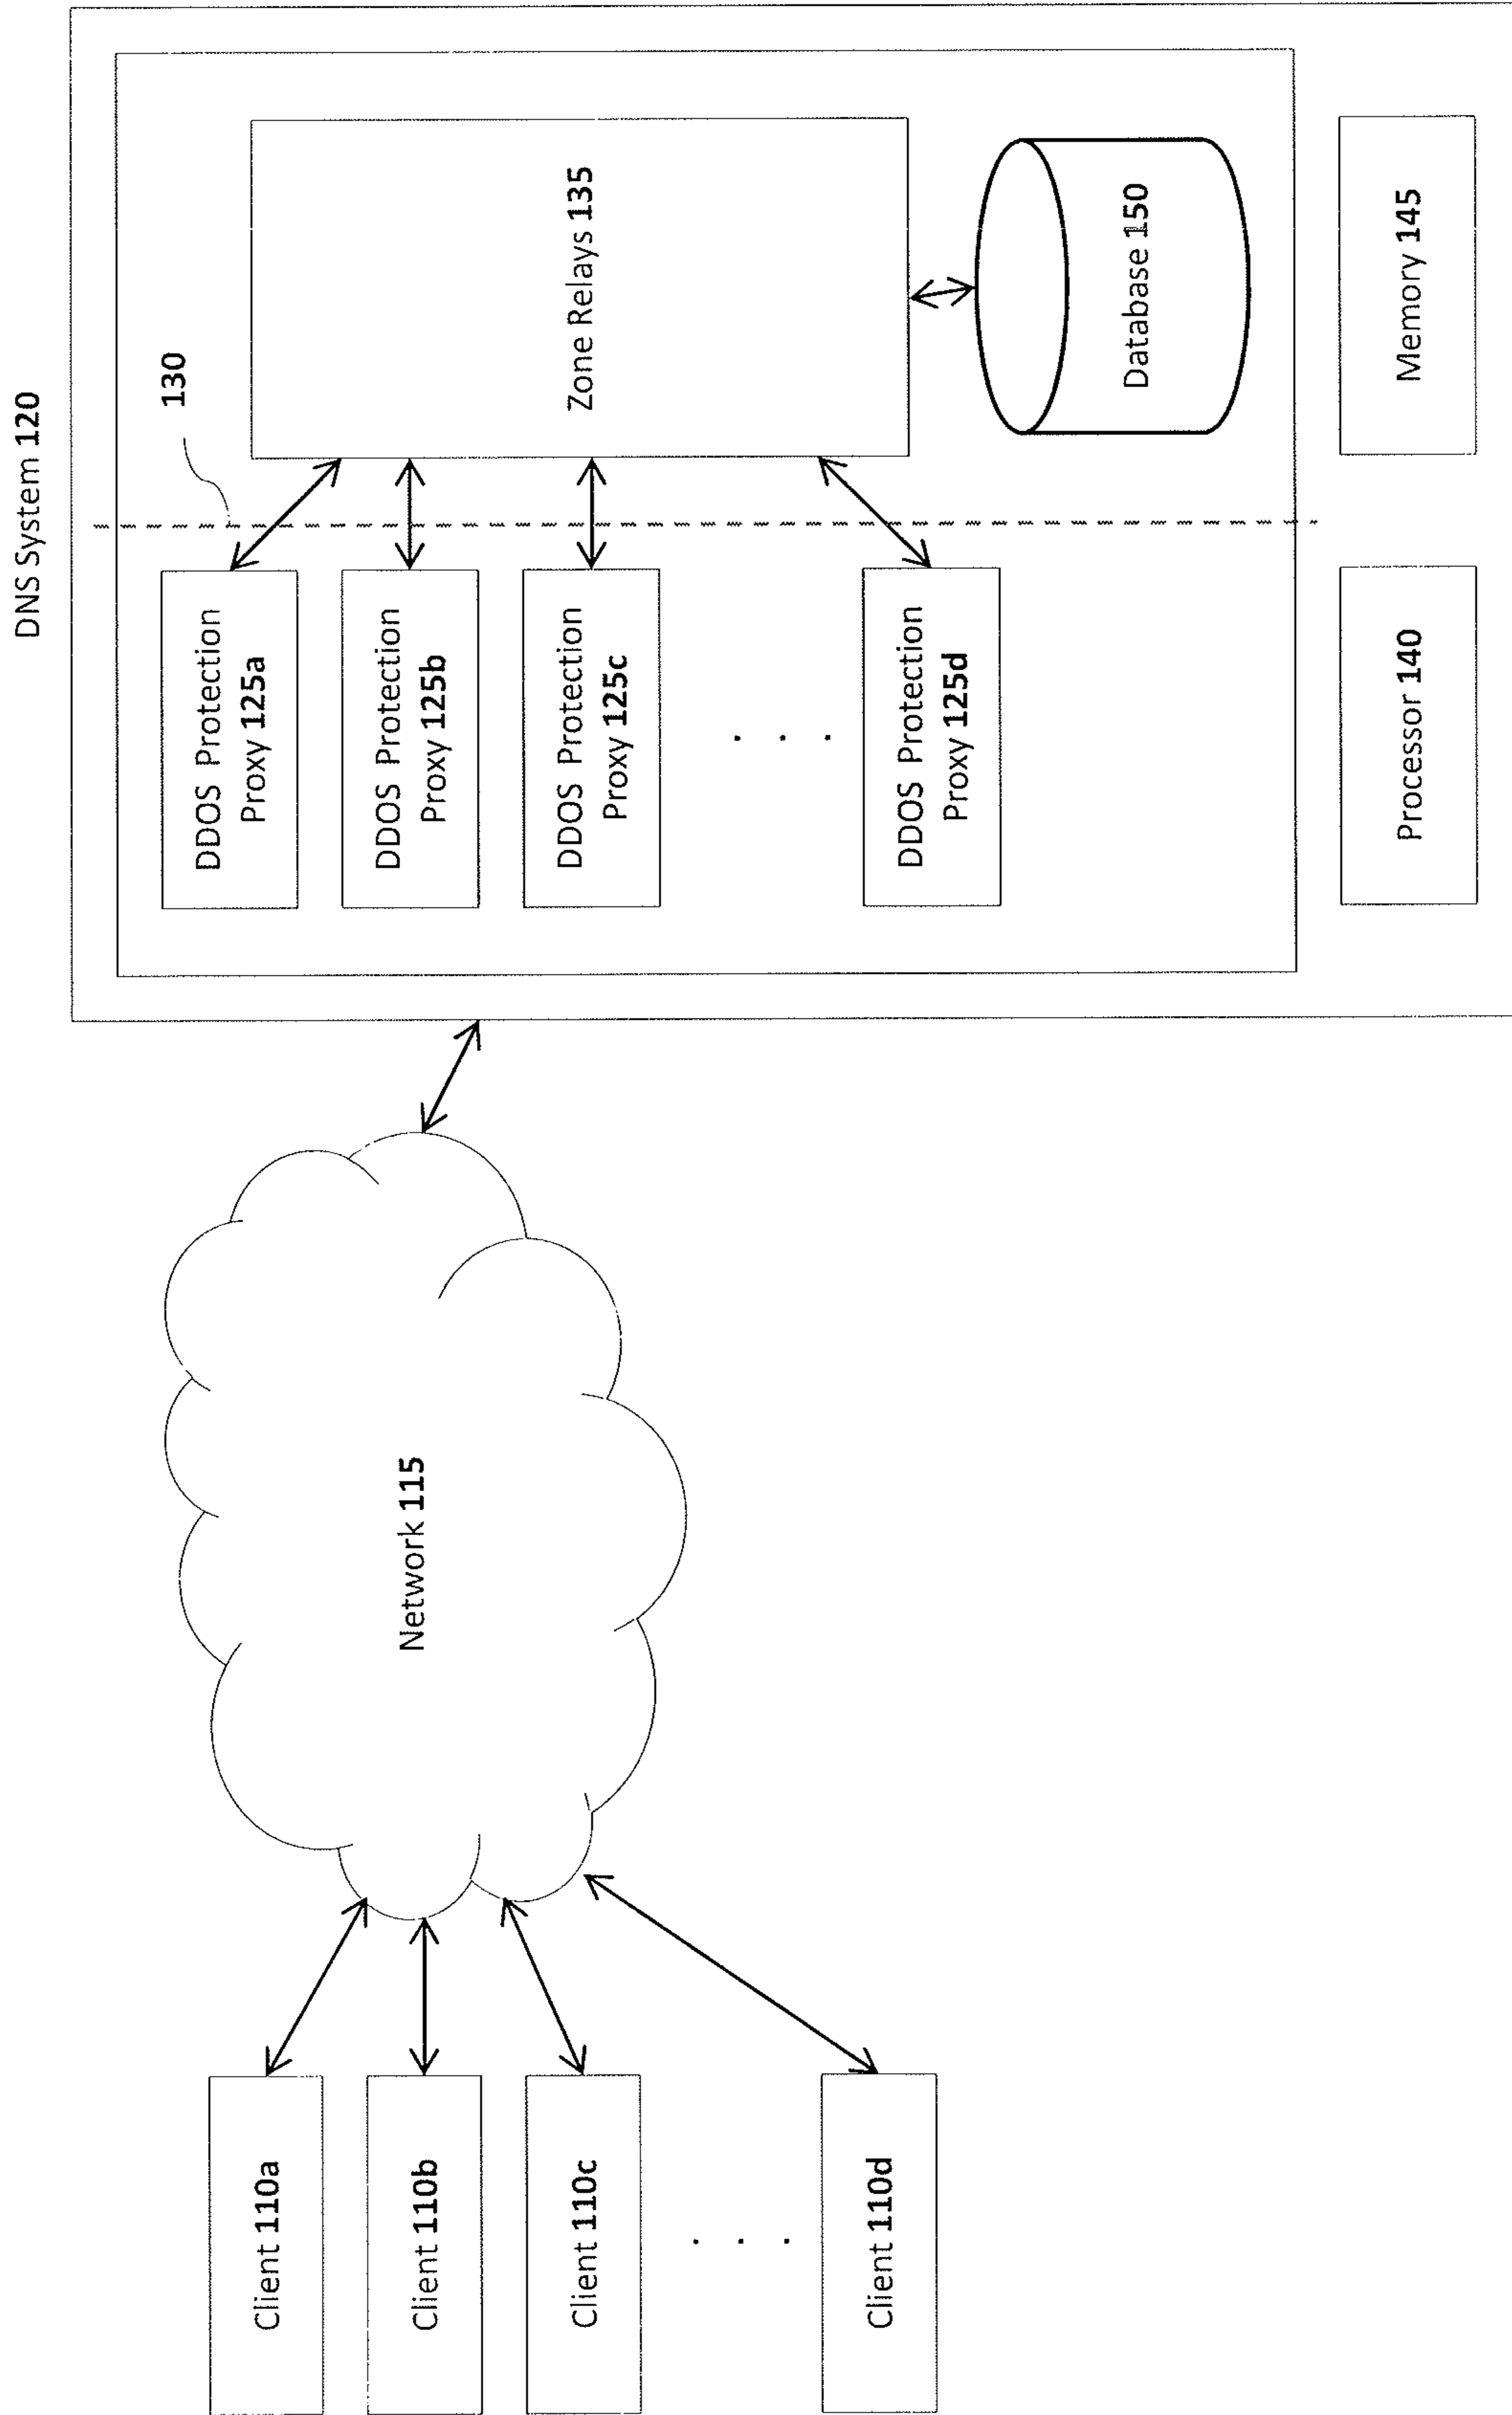 DNS System 120
130
DDOS Protection
Proxy 125a
DDOS Protection
Proxy 125b
DDOS Protection
Proxy 125c
. . .
DDOS Protection
Proxy 125d
Zone Relays 135
Database 150
Processor 140
Memory 145
Network 115
Client 110a
Client 110b
Client 110c
. . .
Client 110d